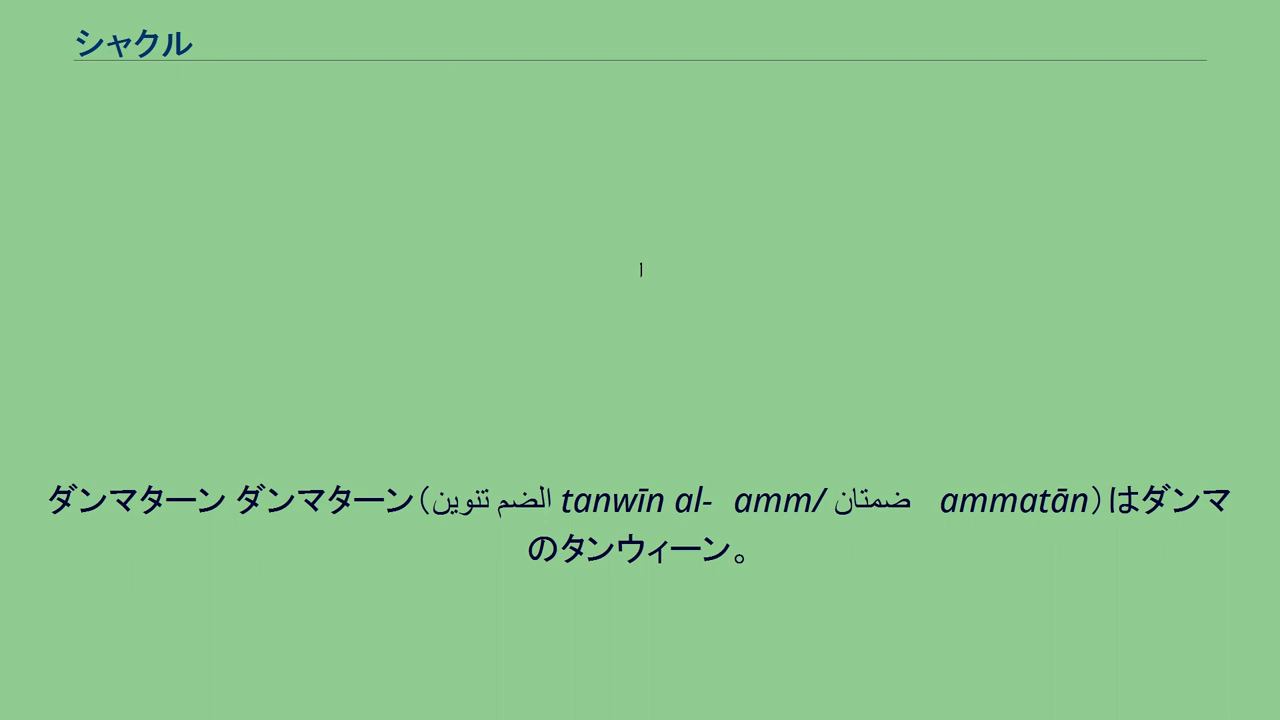 シャクル
ا
ダンマターン ダンマターン（الضم تنوين tanwīn al- amm/ ضمتان ammatān）はダンマ
のタンウィーン。